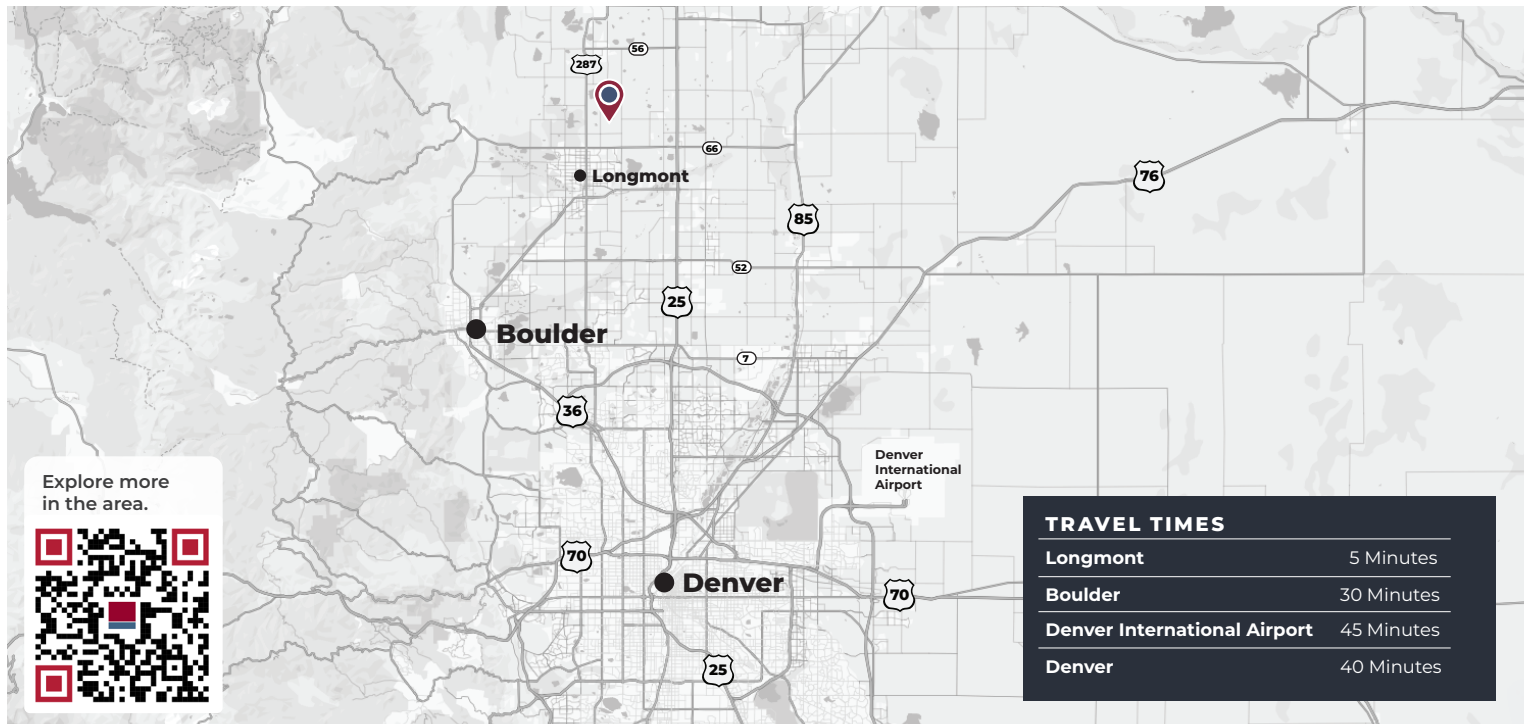 56
287
66
Longmont
76
85
52
25
Boulder
7
36
Denver
International
Airport
Explore more
in the area.
70
Denver
70
25
TRAVEL TIMES
Longmont 5 Minutes
Boulder 30 Minutes
Denver International Airport 45 Minutes
Denver 40 Minutes